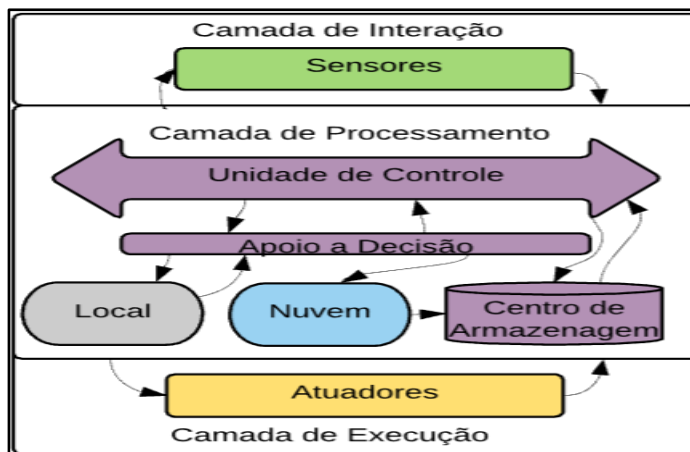 Camada de Interação
Sensores
Camada de Processamento
Unidade de Controle
Apoio a Decisão
Local
Nuvem
Centro de
Armazenagem
Atuadores
Camada de Execução